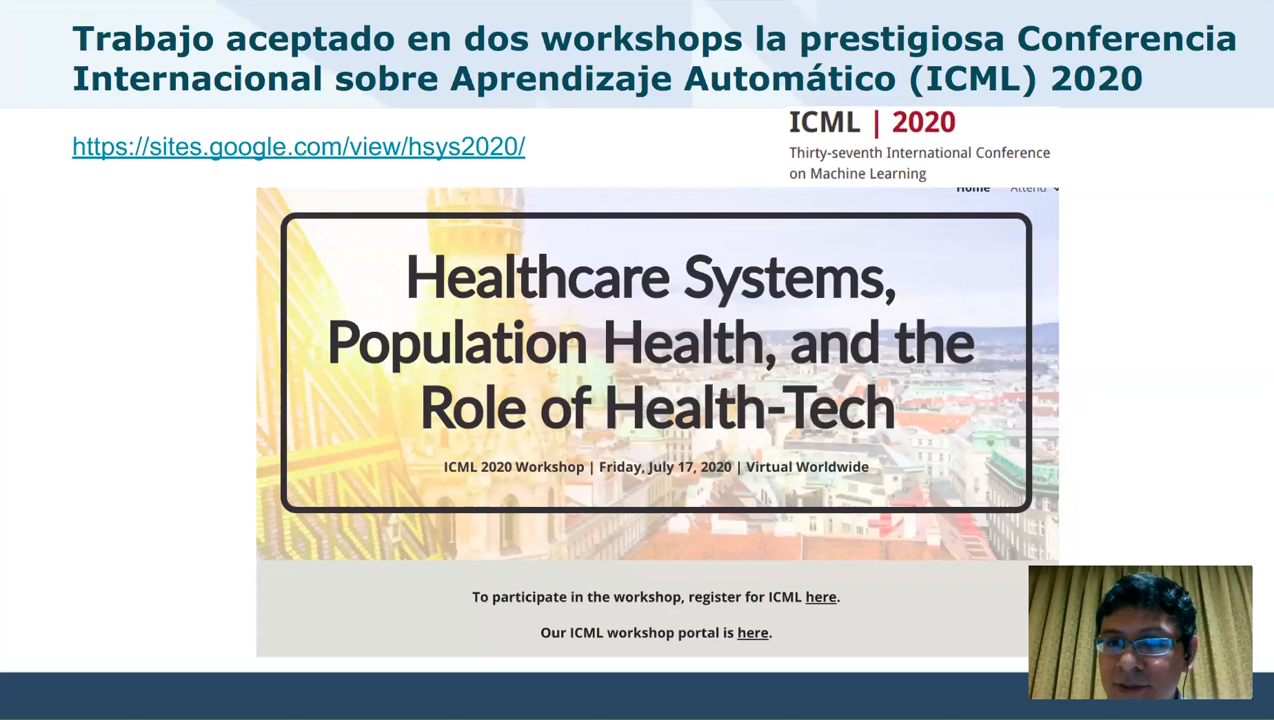 Trabajo aceptado en dos workshops la prestigiosa Conferencia
Internacional sobre Aprendizaje Automático (ICML) 2020
https://sites.google.com/view/hsys2020/
ICML | 2020
Thirty-seventh International Conference
on Machine Learning
Home Attend
Healthcare Systems,
Population Health, and the
Role of Health-Tech
ICML 2020 Workshop | Friday, July 17, 2020 | Virtual Worldwide
To participate in the workshop, register for ICML here.
Our ICML workshop portal is here.